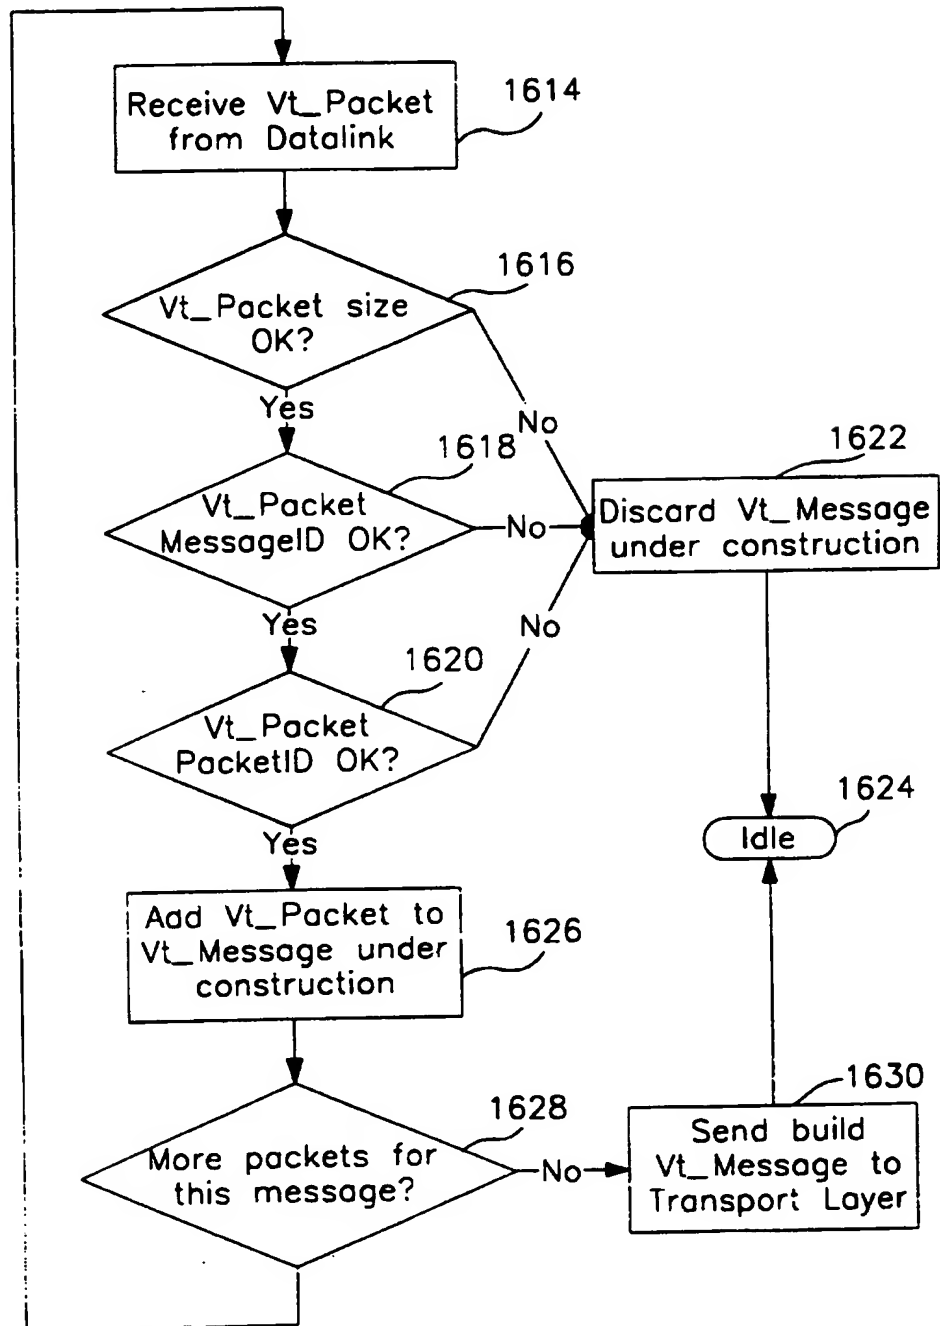 Receive Vt_Packet
from Datalink
1614
Vt_Packet size
OK?
1616
Yes
No
Vt_Packet
MessageID OK?
1618
No
Discard Vt_Message
under construction
1622
Yes
No
Vt_Packet
PacketID OK?
1620
Yes
Idle
1624
Add Vt_Packet to
Vt_Message under
construction
1626
More packets for
this message?
1628
No
Send build
Vt_Message to
Transport Layer
1630